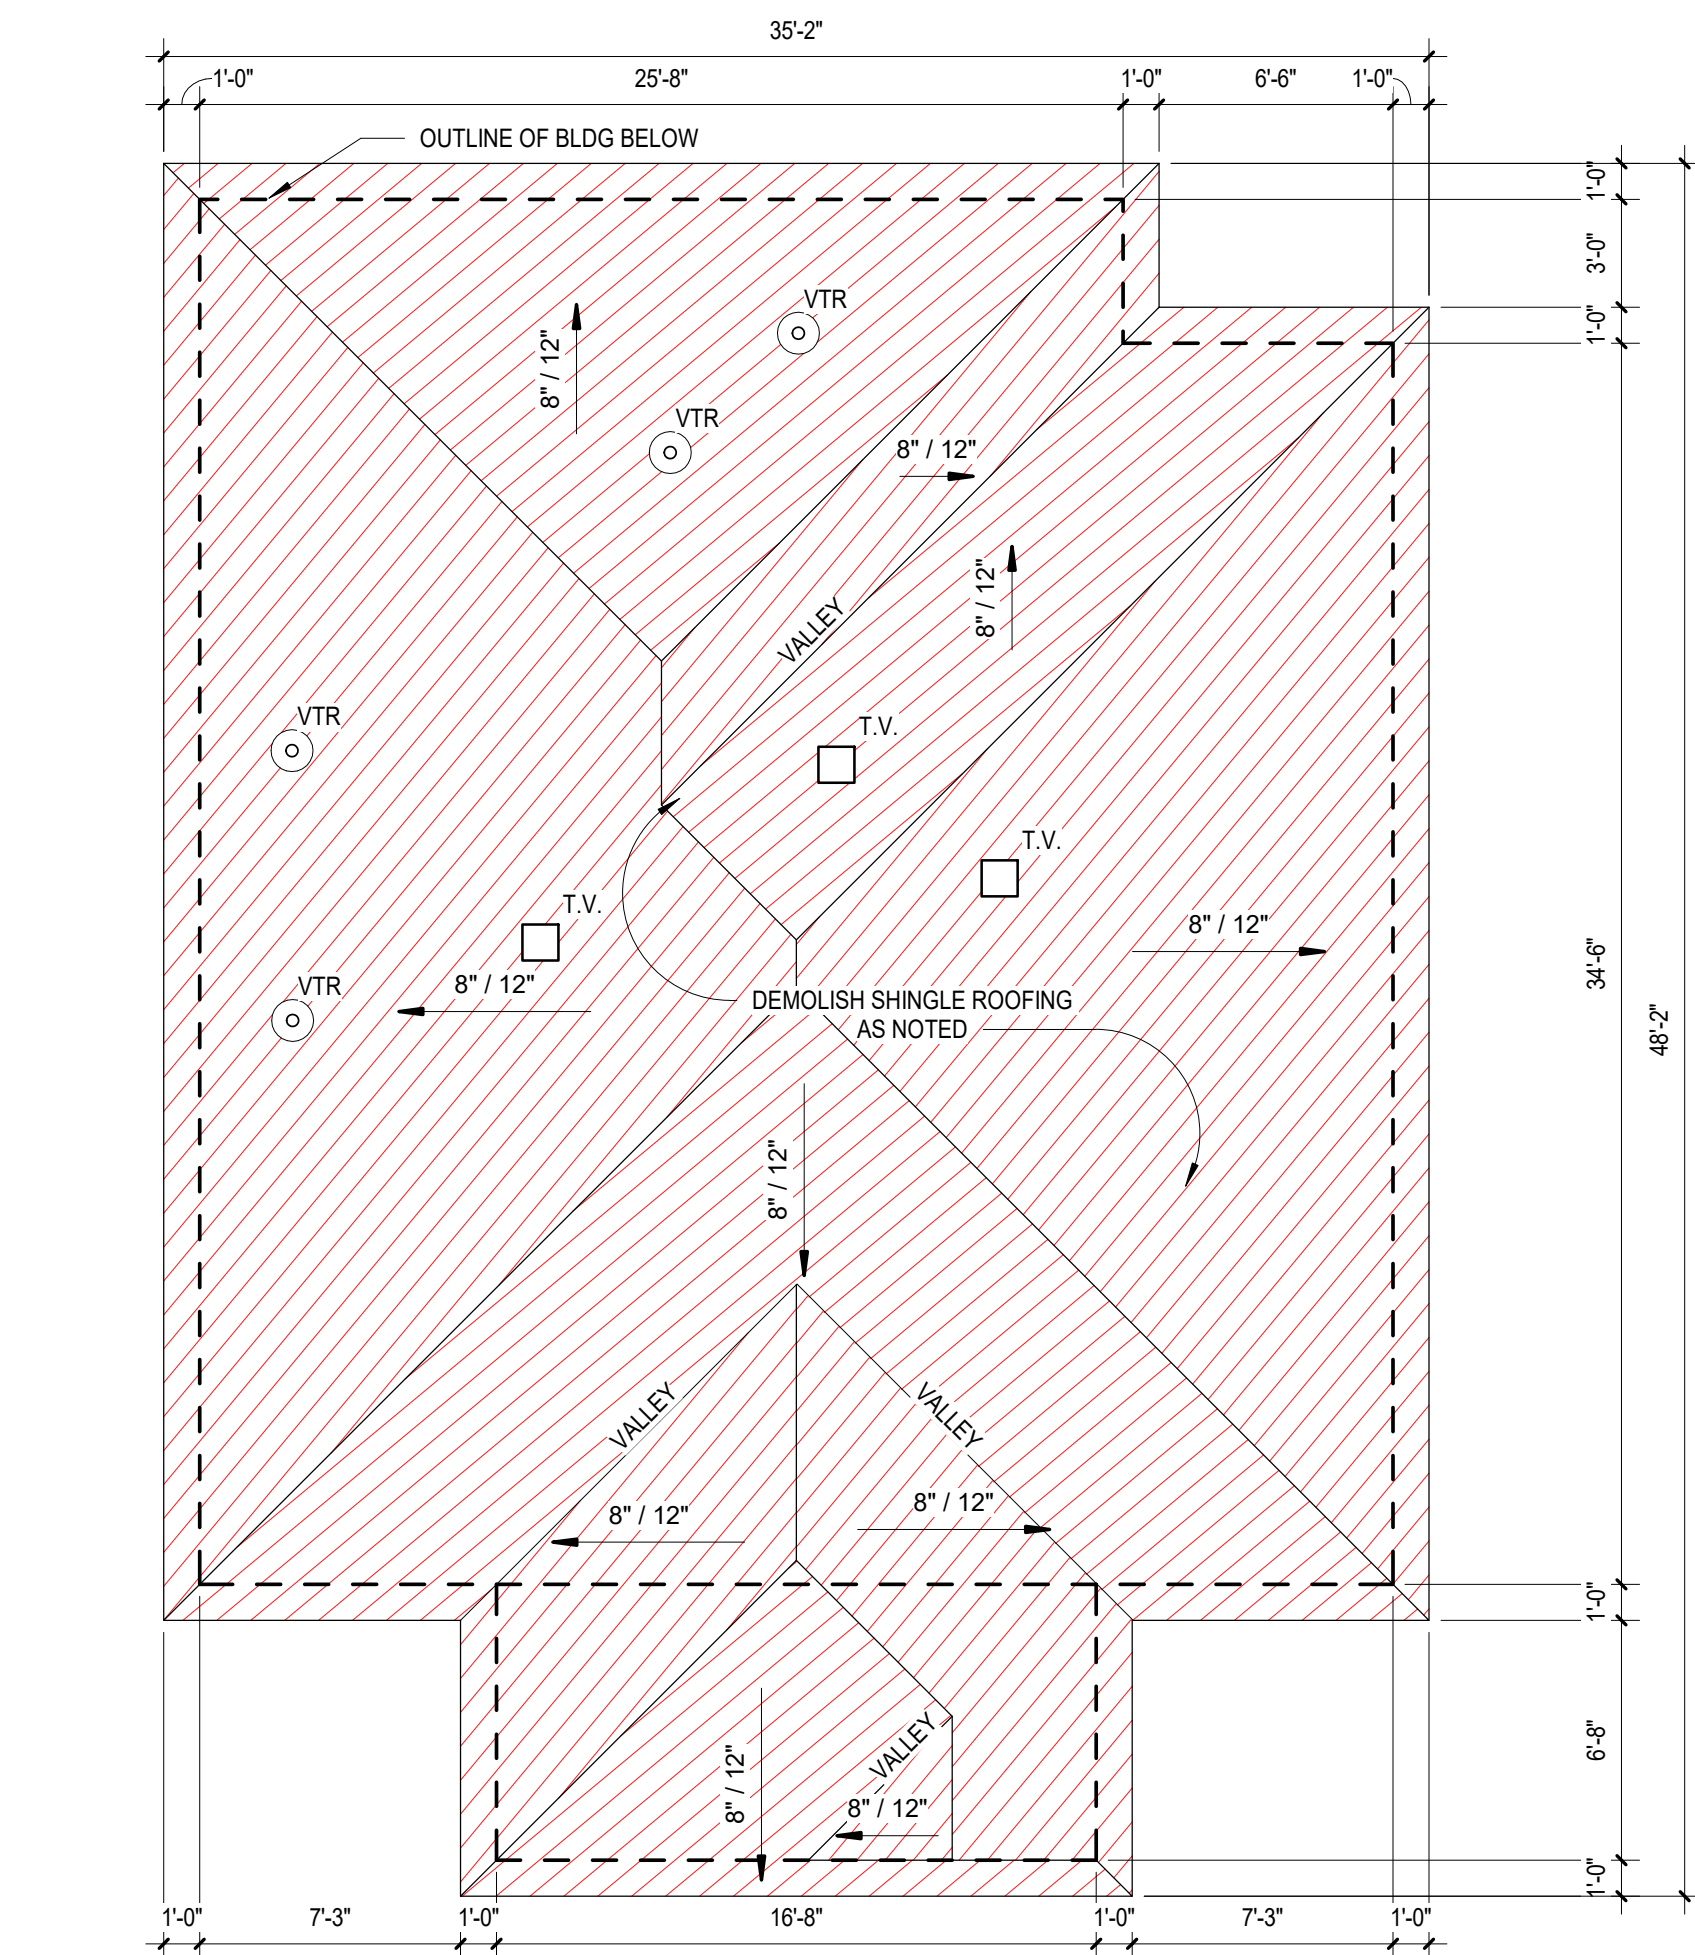 35'-2"
1'-0"
25'-8"
1'-0"
6'-6"
1'-0"
OUTLINE OF BLDG BELOW
1'-0"
3'-0"
1'-0"
VTR
8" / 12"
VTR
8" / 12"
8" / 12"
VALLEY
VTR
T.V.
T.V.
T.V.
8" / 12"
34'-6"
8" / 12"
VTR
DEMOLISH SHINGLE ROOFING
AS NOTED
48'-2"
8" / 12"
VALLEY
VALLEY
8" / 12"
8" / 12"
1'-0"
6'-8"
VALLEY
8" / 12"
8" / 12"
1'-0"
1'-0"
7'-3"
1'-0"
16'-8"
1'-0"
7'-3"
1'-0"